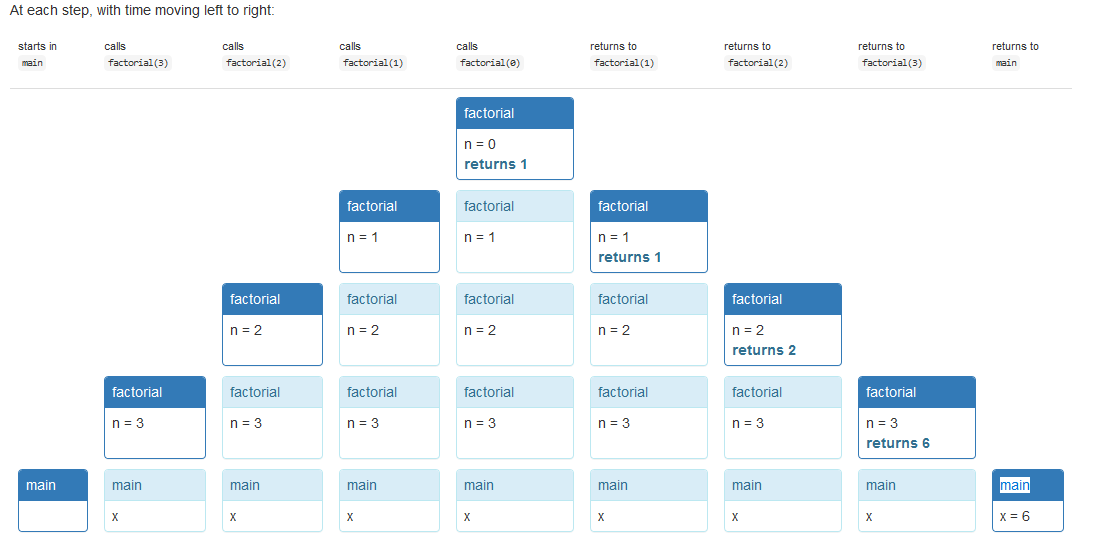 At each step, with time moving left to right:
starts in calls calls calls calls returns to returns to returns to returns to
main factorial(3) factorial(2) factorial(1) factorial(0) factorial(1) factorial(2) factorial(3) main
factorial
n = 0
returns 1
factorial factorial factorial
n = 1 n = 1 n = 1
returns 1
factorial factorial factorial factorial factorial
n = 2 n = 2 n = 2 n = 2 n = 2
returns 2
factorial factorial factorial factorial factorial factorial factorial
n = 3 n = 3 n = 3 n = 3 n = 3 n = 3 n = 3
returns 6
main main main main main main main main main
x x x x x x x x = 6